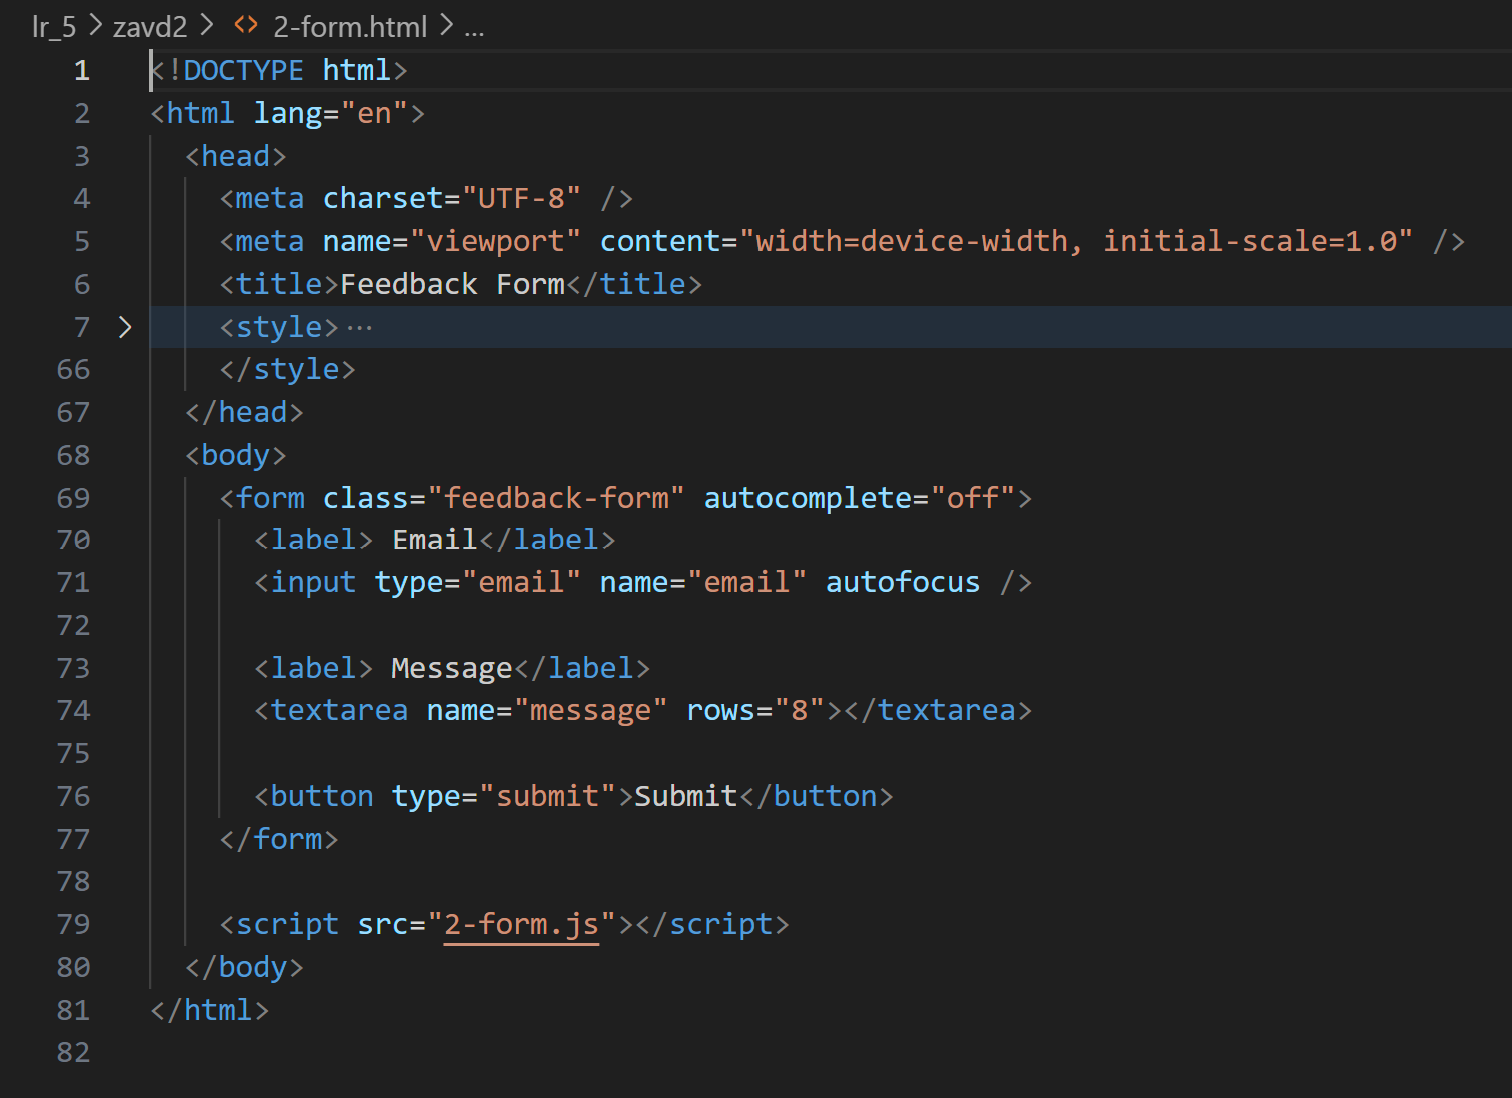 lr_5 > zavd2 > <> 2-form.html > ...
1 <!DOCTYPE html>
2 <html lang="en">
3 <head>
4 <meta charset="UTF-8" />
5 <meta name="viewport" content="width=device-width, initial-scale=1.0" />
6 <title>Feedback Form</title>
7 > <style>...
66 </style>
67 </head>
68 <body>
69 <form class="feedback-form" autocomplete="off">
70 <label> Email</label>
71 <input type="email" name="email" autofocus />
72
73 <label> Message</label>
74 <textarea name="message" rows="8"></textarea>
75
76 <button type="submit">Submit</button>
77 </form>
78
79 <script src="2-form.js"></script>
80 </body>
81 </html>
82